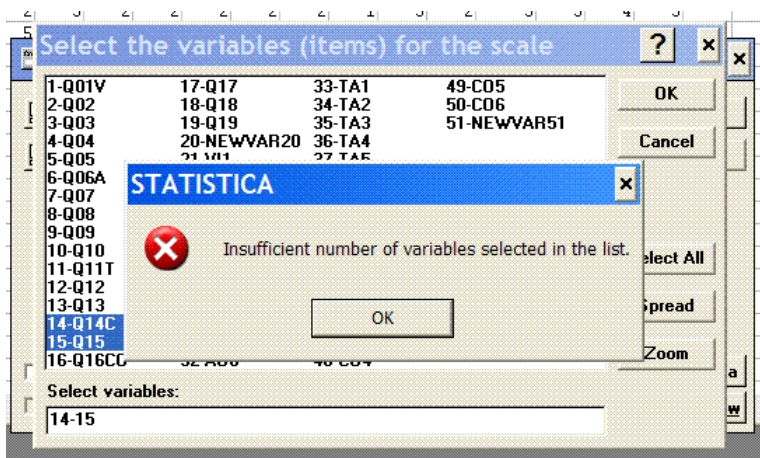 Select the variables (items) for the scale ?
1-Q01V 17-Q17 33-TA1 49-CO5 OK
2-Q02 18-Q18 34-TA2 50-CO6
3-Q03 19-Q19 35-TA3 51-NEWVAR51
4-Q04 20-NEWVAR20 36-TA4 Cancel
5-Q05
6-Q06A
STATISTICA
7-Q07
8-Q08
9-Q09
10-Q10
Insufficient number of variables selected in the list.
11-Q11T
12-Q12
13-Q13
14-Q14C
OK
15-Q15
16-Q16CC
Zoom
Select variables:
14-15